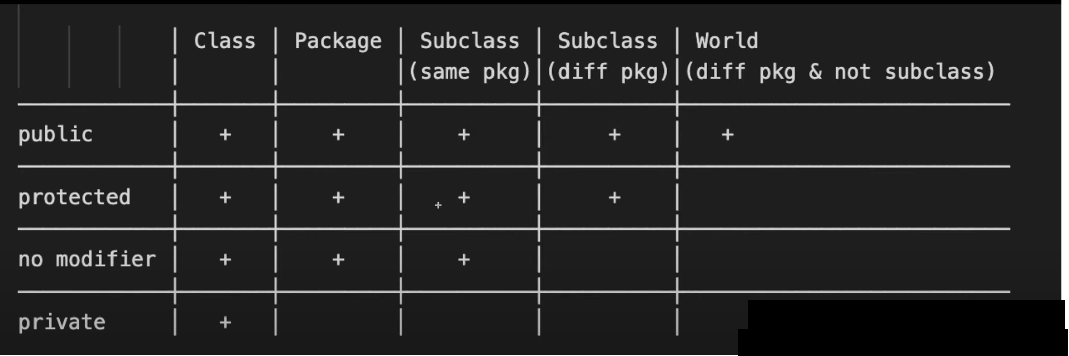 | Class | Package | Subclass | Subclass | World
| | |(same pkg)|(diff pkg)|(diff pkg & not subclass)
public | + | + | + | + | +
protected | + | + | + | + |
no modifier | + | + | + | |
private | + | | | |